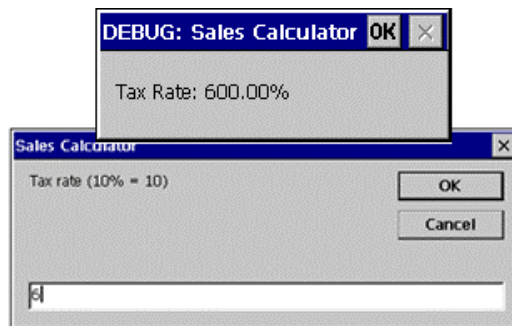 DEBUG: Sales Calculator OK
Tax Rate: 600.00%
Sales Calculator
Tax rate (10% = 10)
OK
Cancel
6